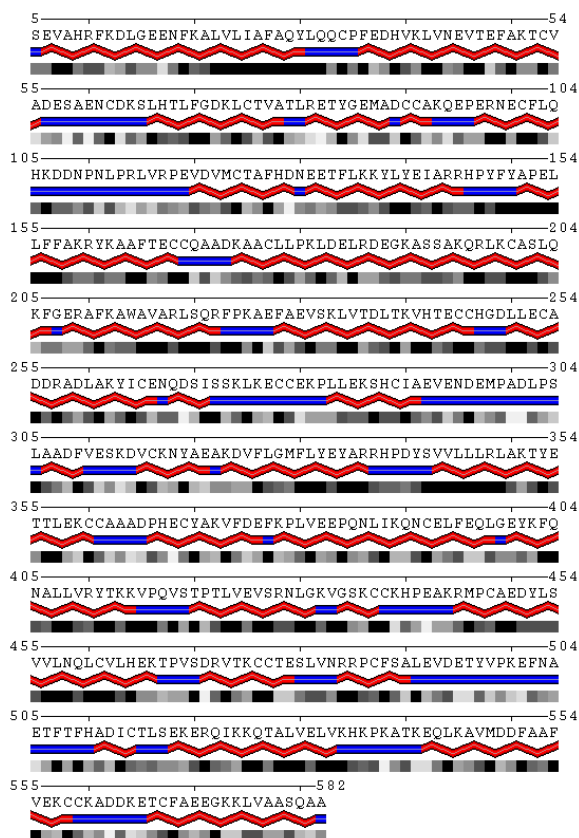 5 54
SEVAHRFKDLGEENFKALVLIAFAQYLQQCPFEDHVKLVNEVTEFAKTCV
55 104
ADESAENCDKSLHTLFGDKLCTVATLRETYGEMADCCAKQEPERNECFLQ
105 154
HKDDNPNLPRLVRPEVDVMCTAFHDNEETFLKKYLYEIARRHPYFYAPEL
155 204
LFFAKRYKAAFTECCQAADKAACLLPKLDELRDEGKASSAKQRLKCASLQ
205 254
KFGERAFKAWAVARLSQRFPKAEFAEVSKLVTDLTKVHTECCHGDLLECA
255 304
DDRADLAKYICENQDSISSKLKECCEKPLLEKSHCIAEVENDEMPADLPS
305 354
LAADFVESKDVCKNYAEAKDVFLGMFLYEYARRHPDYSVVLLLRLAKTYE
355 404
TTLEKCCAAADPHECYAKVFDEFKPLVEEPQNLIKQNCELFEQLGEYKFQ
405 454
NALLVRYTKKVPQVSTPTLVEVSRNLGKVGSKCCKHPEAKRMPCAEDYLS
455 504
VVLNQLCVLHEKTPVSDRVTKCCTESLVNRRPCFSALEVDETYVPKEFNA
505 554
ETFTFHADICTLSEKERQIKKQTALVELVKHKPKATKEQLKAVMDDFAAF
555 582
VEKCCKADDKETCFAEEGKKLVAASQAA